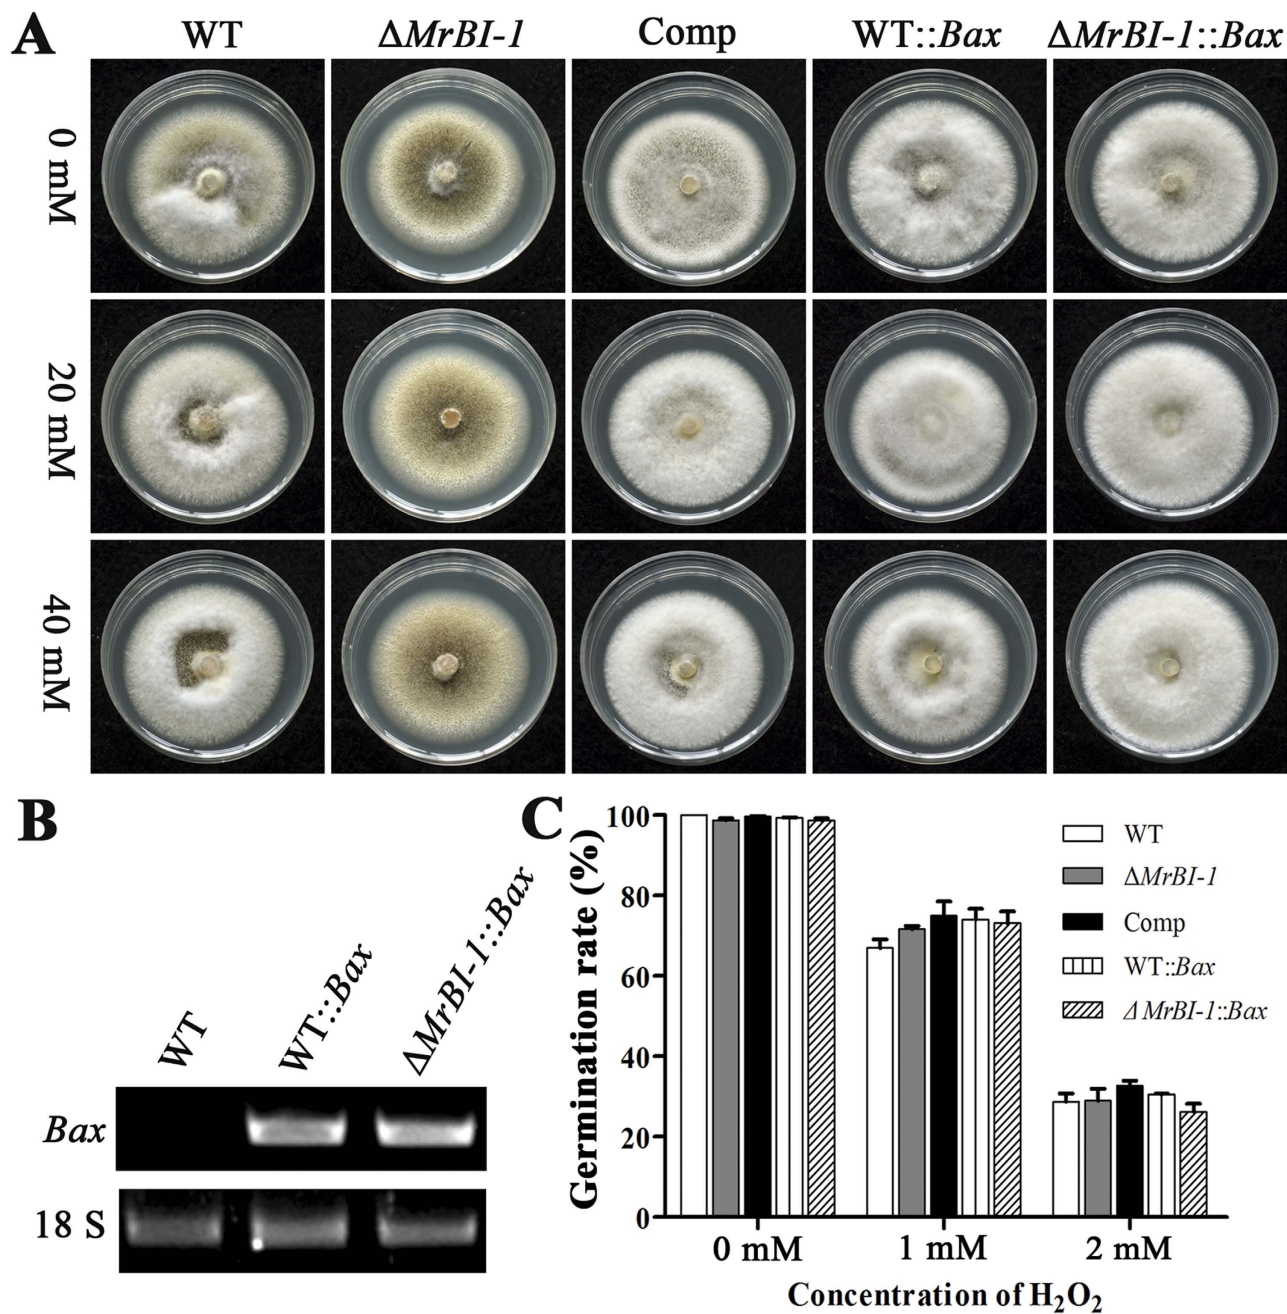 A
WT
ΔMrBI-1
Comp
WT::Bax
ΔMrBI-1::Bax
0 mM
20 mM
40 mM
B
WT
WT::Bax
ΔMrBI-1::Bax
Bax
18 S
C
Germination rate (%)
100
80
60
40
20
0
0 mM
1 mM
2 mM
Concentration of H₂O₂
WT
ΔMrBI-1
Comp
WT::Bax
ΔMrBI-1::Bax